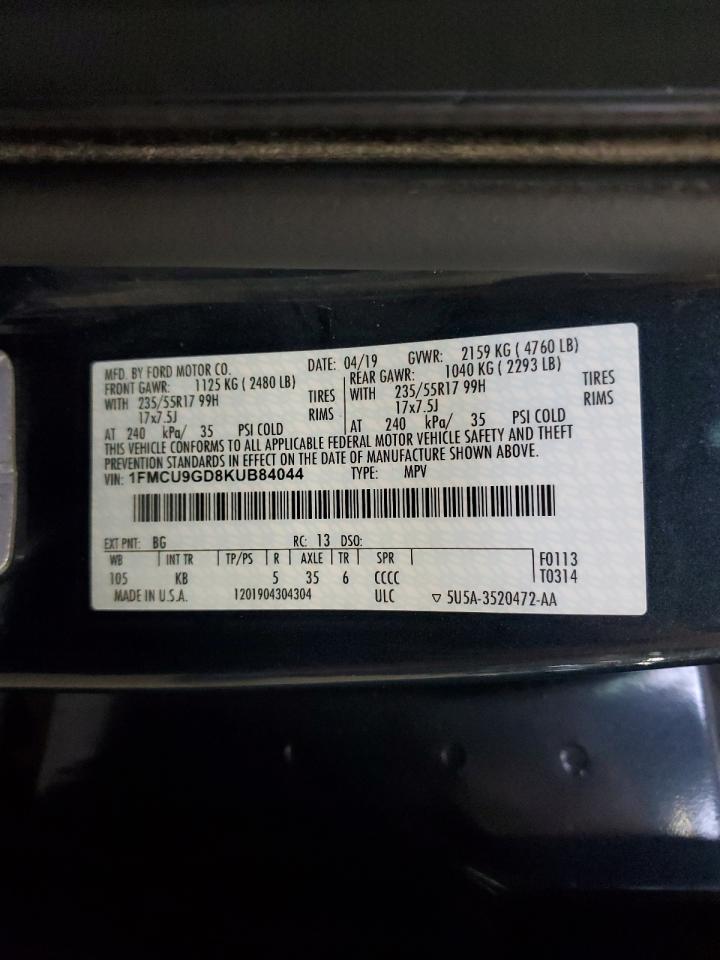 MFD. BY FORD MOTOR CO. DATE: 04/19 GVWR: 2159 KG ( 4760 LB)
FRONT GAWR: 1125 KG ( 2480 LB) REAR GAWR: 1040 KG ( 2293 LB)
WITH 235/55R17 99H TIRES WITH 235/55R17 99H TIRES
17x7.5J RIMS 17x7.5J RIMS
AT 240 kPa/ 35 PSI COLD AT 240 kPa/ 35 PSI COLD
THIS VEHICLE CONFORMS TO ALL APPLICABLE FEDERAL MOTOR VEHICLE SAFETY AND THEFT
PREVENTION STANDARDS IN EFFECT ON THE DATE OF MANUFACTURE SHOWN ABOVE.
VIN: 1FMCU9GD8KUB84044 TYPE: MPV
EXT PNT: BG RC: 13 DSO:
WB INT TR TP/PS R AXLE TR SPR F0113
105 KB 5 35 6 CCCC T0314
MADE IN U.S.A. 1201904304304 ULC ▽ 5U5A-3520472-AA